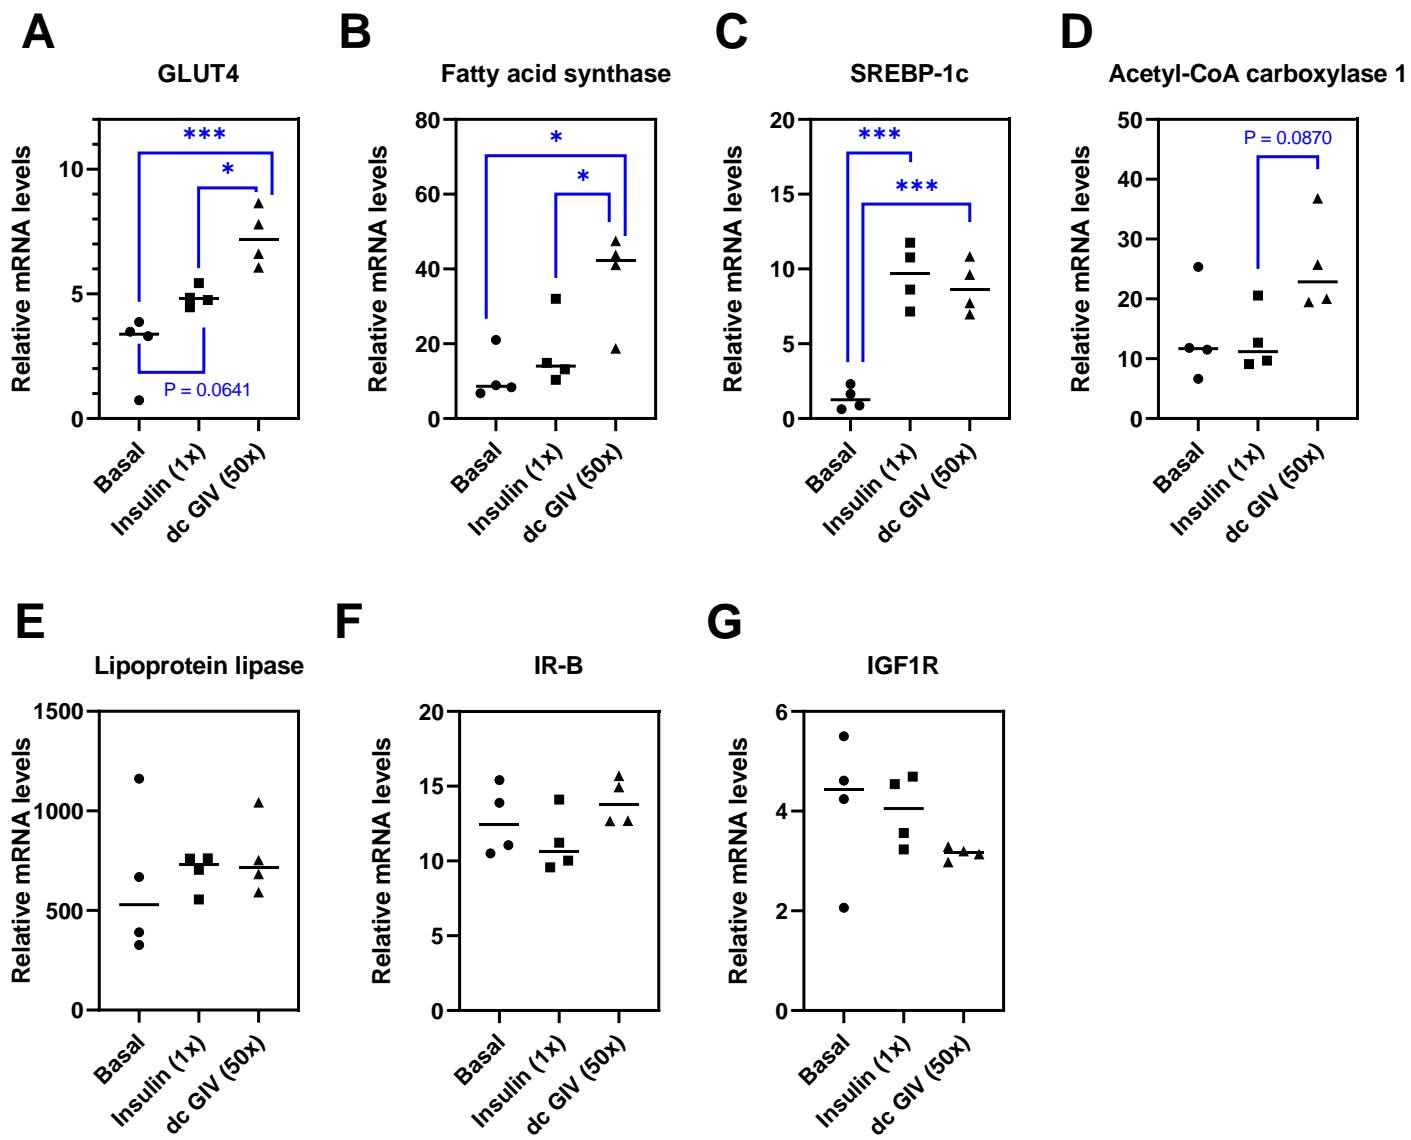 A
GLUT4
Relative mRNA levels
10
5
0
***
*
P = 0.0641
Basal
Insulin (1x)
dc GIV (50x)
B
Fatty acid synthase
Relative mRNA levels
80
60
40
20
0
*
*
Basal
Insulin (1x)
dc GIV (50x)
C
SREBP-1c
Relative mRNA levels
20
15
10
5
0
***
***
Basal
Insulin (1x)
dc GIV (50x)
D
Acetyl-CoA carboxylase 1
Relative mRNA levels
50
40
30
20
10
0
P = 0.0870
Basal
Insulin (1x)
dc GIV (50x)
E
Lipoprotein lipase
Relative mRNA levels
1500
1000
500
0
Basal
Insulin (1x)
dc GIV (50x)
F
IR-B
Relative mRNA levels
20
15
10
5
0
Basal
Insulin (1x)
dc GIV (50x)
G
IGF1R
Relative mRNA levels
6
4
2
0
Basal
Insulin (1x)
dc GIV (50x)